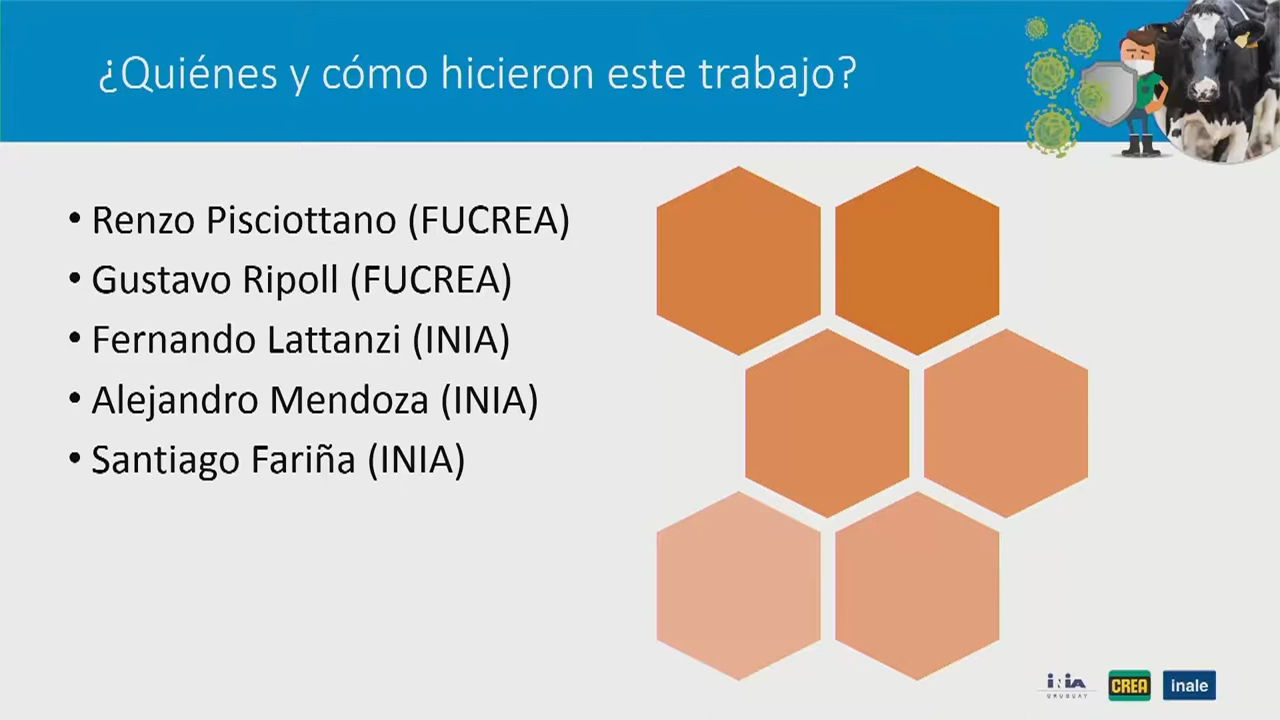 ¿Quiénes y cómo hicieron este trabajo?
• Renzo Pisciottano (FUCREA)
• Gustavo Ripoll (FUCREA)
• Fernando Lattanzi (INIA)
• Alejandro Mendoza (INIA)
• Santiago Fariña (INIA)
INIA
URUGUAY
CREA
inale